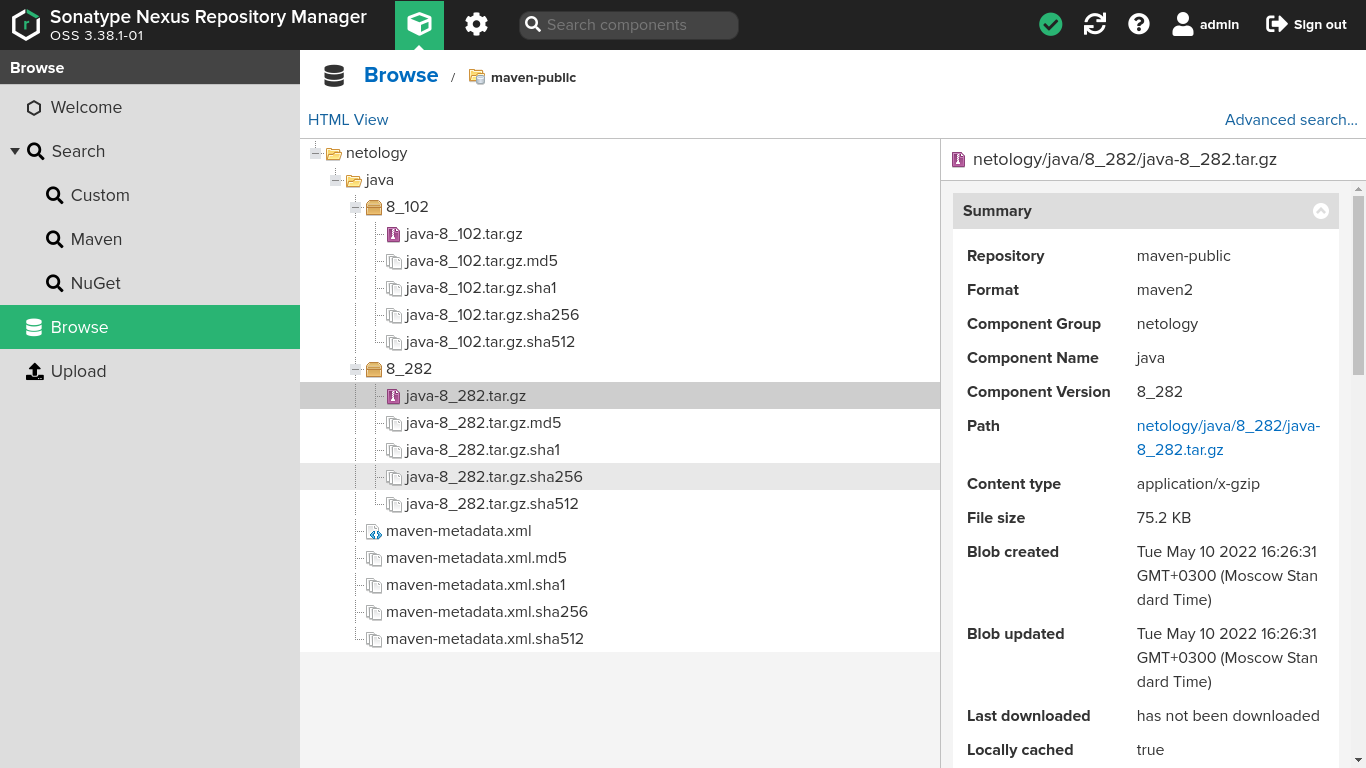 Sonatype Nexus Repository Manager
OSS 3.38.1-01
Search components
admin
Sign out
Browse
Welcome
Search
Custom
Maven
NuGet
Browse
Upload
Browse / maven-public
HTML View
Advanced search...
netology
java
8_102
java-8_102.tar.gz
java-8_102.tar.gz.md5
java-8_102.tar.gz.sha1
java-8_102.tar.gz.sha256
java-8_102.tar.gz.sha512
8_282
java-8_282.tar.gz
java-8_282.tar.gz.md5
java-8_282.tar.gz.sha1
java-8_282.tar.gz.sha256
java-8_282.tar.gz.sha512
maven-metadata.xml
maven-metadata.xml.md5
maven-metadata.xml.sha1
maven-metadata.xml.sha256
maven-metadata.xml.sha512
netology/java/8_282/java-8_282.tar.gz
Summary
Repository maven-public
Format maven2
Component Group netology
Component Name java
Component Version 8_282
Path netology/java/8_282/java-
8_282.tar.gz
Content type application/x-gzip
File size 75.2 KB
Blob created Tue May 10 2022 16:26:31
GMT+0300 (Moscow Stan
dard Time)
Blob updated Tue May 10 2022 16:26:31
GMT+0300 (Moscow Stan
dard Time)
Last downloaded has not been downloaded
Locally cached true